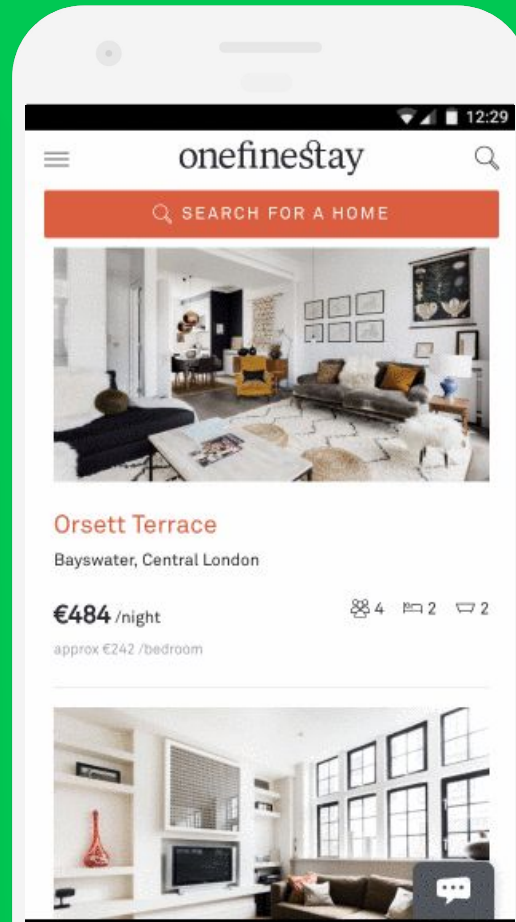 12:29
onefinestay
SEARCH FOR A HOME
Orsett Terrace
Bayswater, Central London
€484 /night
4 2 2
approx €242 /bedroom